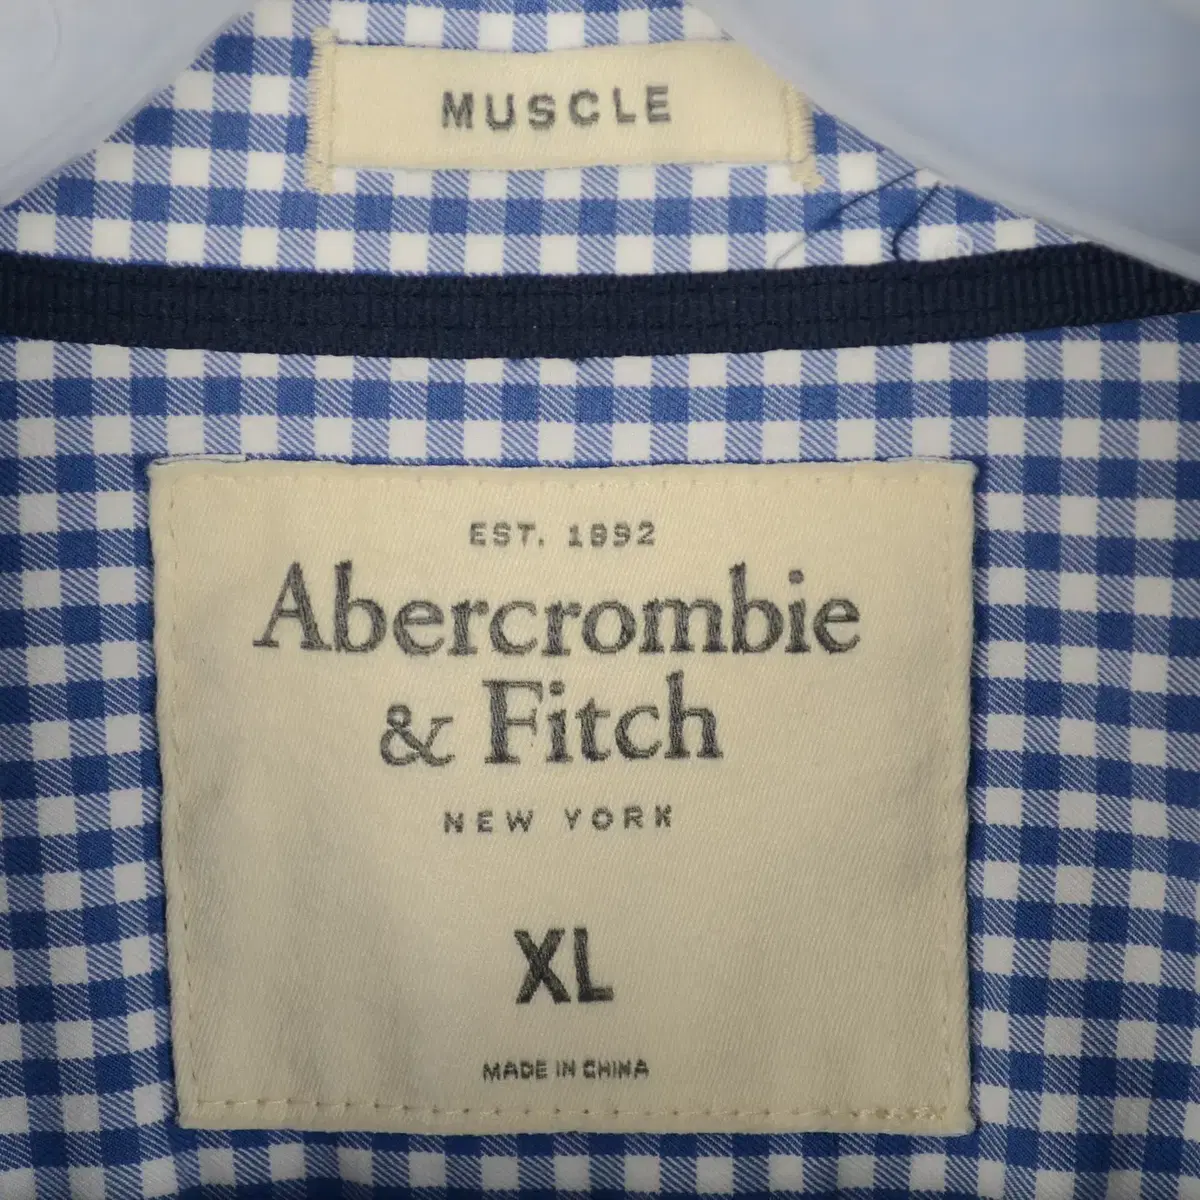 MUSCLE
EST. 1892
Abercrombie
& Fitch
NEW YORK
XL
MADE IN CHINA